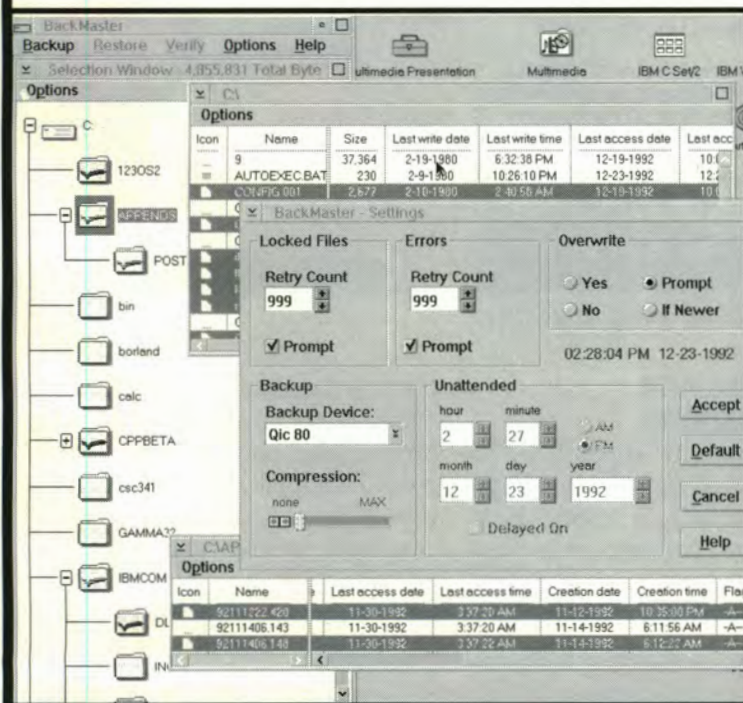 BackMaster
Backup Restore Verify Options Help
Selection Window 4,855,831 Total Byte
ultimedia Presentation
Multimedia
IBM C Set/2
IBM
Options
C:
123OS2
APPENDS
POST
bin
borland
calc
CPPBETA
csc341
GAMMA32
IBMCOM
C:\
Options
Icon Name Size Last write date Last write time Last access date Last acc
9 37,364 2-19-1980 6:32:38 PM 12-19-1992
AUTOEXEC.BAT 230 2-9-1980 10:26:10 PM 12-19-1992
CONFIG.001 2,677 2-10-1980 2:40:58 AM 12-19-1992
BackMaster - Settings
Locked Files
Retry Count
999
Prompt
Errors
Retry Count
999
Prompt
Overwrite
Yes Prompt
No If Newer
02:28:04 PM 12-23-1992
Backup
Backup Device:
Qic 80
Compression:
none MAX
Unattended
hour minute
2 27 AM
PM
month day year
12 23 1992
Delayed On
Accept
Default
Cancel
Help
C:\AP
Options
Icon Name Last access date Last access time Creation date Creation time Fla
92111222.428 11-30-1992 3:37:20 AM 11-12-1992 10:35:00 PM -A-
92111406.143 11-30-1992 3:37:20 AM 11-14-1992 6:11:56 AM -A-
92111406.148 11-30-1992 3:37:22 AM 11-14-1992 6:12:22 AM -A-